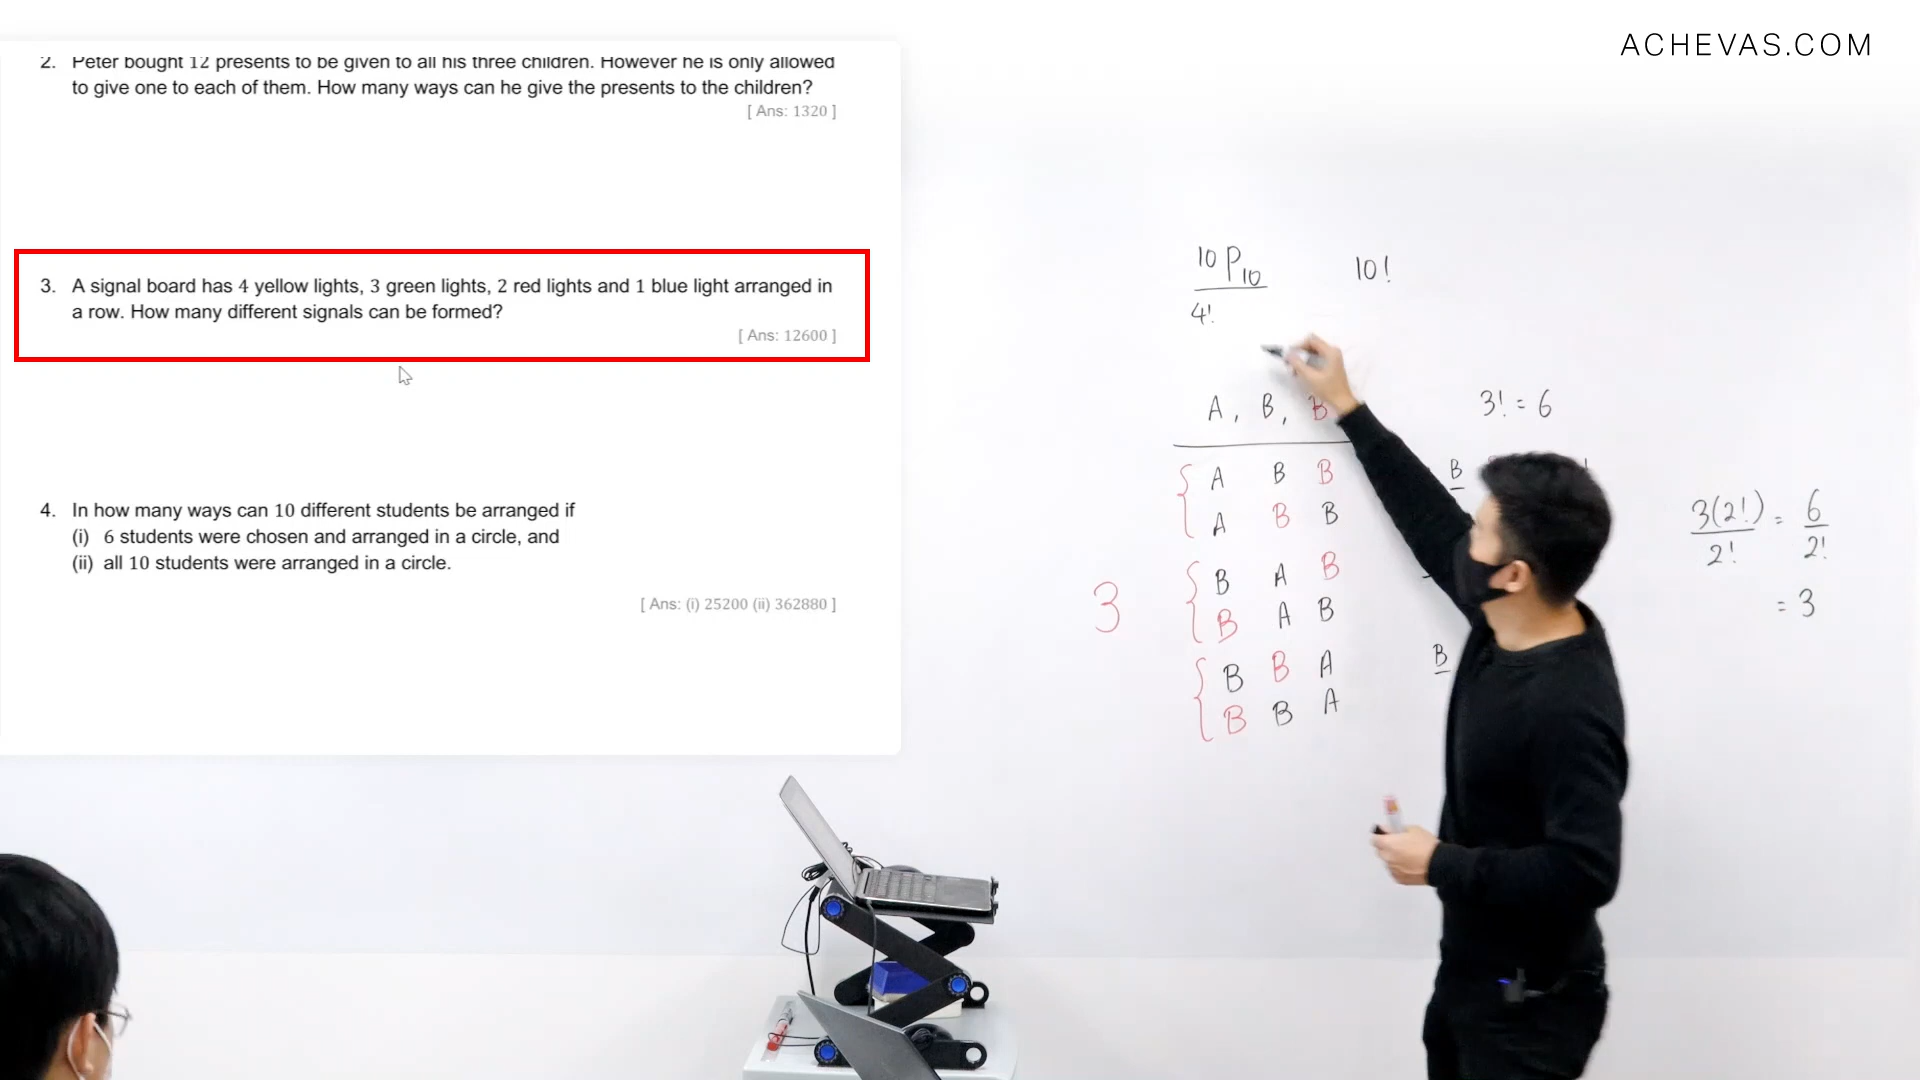 ACHEVAS.COM
2. Peter bought 12 presents to be given to all his three children. However he is only allowed
to give one to each of them. How many ways can he give the presents to the children?
[ Ans: 1320 ]
3. A signal board has 4 yellow lights, 3 green lights, 2 red lights and 1 blue light arranged in
a row. How many different signals can be formed?
[ Ans: 12600 ]
4. In how many ways can 10 different students be arranged if
(i) 6 students were chosen and arranged in a circle, and
(ii) all 10 students were arranged in a circle.
[ Ans: (i) 25200 (ii) 362880 ]
10P10
4!
10!
A, B, B
A B B
A B B
B A B
B A B
B B A
B B A
3
3! = 6
B
B
3(2!) = 6
2! 2!
= 3